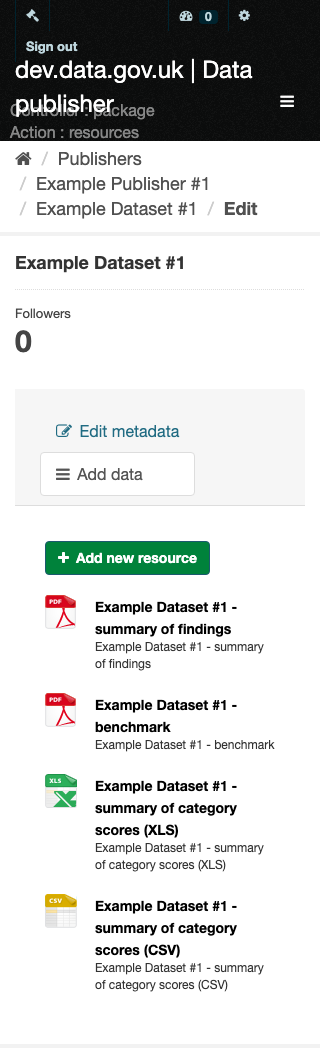 0
Sign out
dev.data.gov.uk | Data
publisher
Controller : package
Action : resources
/ Publishers
/ Example Publisher #1
/ Example Dataset #1 / Edit
Example Dataset #1
Followers
0
Edit metadata
Add data
+ Add new resource
PDF
Example Dataset #1 -
summary of findings
Example Dataset #1 - summary
of findings
PDF
Example Dataset #1 -
benchmark
Example Dataset #1 - benchmark
XLS
Example Dataset #1 -
summary of category
scores (XLS)
Example Dataset #1 - summary
of category scores (XLS)
CSV
Example Dataset #1 -
summary of category
scores (CSV)
Example Dataset #1 - summary
of category scores (CSV)